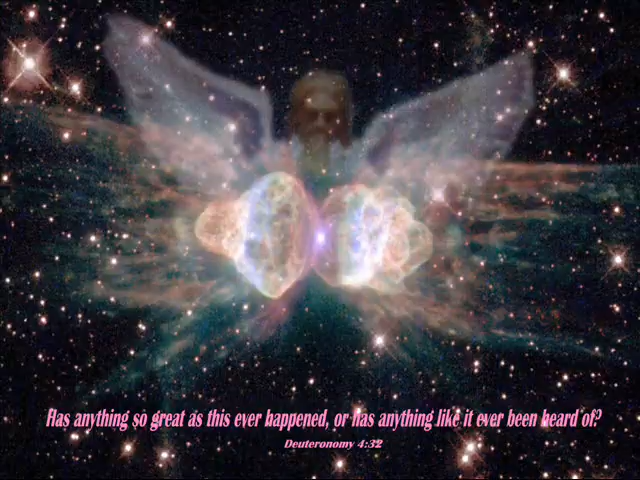 Has anything so great as this ever happened, or has anything like it ever been heard of?
Deuteronomy 4:32